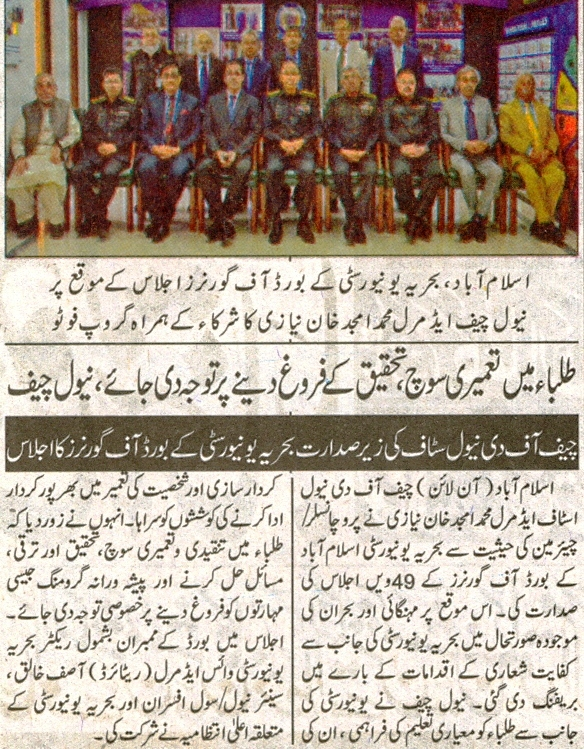 اسلام آباد، بحریہ یونیورسٹی کے بورڈ آف گورنرز اجلاس کے موقع پر
نیول چیف ایڈمرل محمد امجد خان نیازی کا شرکاء کے ہمراہ گروپ فوٹو
طلباء میں تعمیری سوچ، تحقیق کے فروغ دینے پر توجہ دی جائے، نیول چیف
چیف آف دی نیول سٹاف کی زیر صدارت بحریہ یونیورسٹی کے بورڈ آف گورنرز کا اجلاس
اسلام آباد (آن لائن) چیف آف دی نیول
اسٹاف ایڈمرل محمد امجد خان نیازی نے پرو چانسلر/
چیئرمین کی حیثیت سے بحریہ یونیورسٹی اسلام آباد
کے بورڈ آف گورنرز کے 49ویں اجلاس کی
صدارت کی۔ اس موقع پر مہنگائی اور بحران کی
موجودہ صورتحال میں بحریہ یونیورسٹی کی جانب سے
کفایت شعاری کے اقدامات کے بارے میں
بریفنگ دی گئی۔ نیول چیف نے یونیورسٹی کی
جانب سے طلباء کو معیاری تعلیم کی فراہمی، ان کی
کردار سازی اور شخصیت کی تعمیر میں بھرپور کردار
ادا کرنے کی کوششوں کو سراہا۔ انہوں نے زور دیا کہ
طلباء میں تنقیدی و تعمیری سوچ، تحقیق اور ترقی،
مسائل حل کرنے اور پیشہ ورانہ گرومنگ جیسی
مہارتوں کو فروغ دینے پر خصوصی توجہ دی جائے۔
اجلاس میں بورڈ کے ممبران بشمول ریکٹر بحریہ
یونیورسٹی وائس ایڈمرل (ریٹائرڈ) آصف خالق،
سینئر نیول/سول افسران اور بحریہ یونیورسٹی کے
متعلقہ اعلیٰ انتظامیہ نے شرکت کی۔